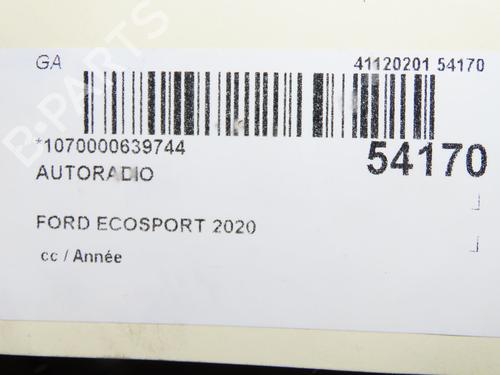 GA 41120201 54170
*1070000639744 54170
AUTORADIO
FORD ECOSPORT 2020
cc / Année
B-PARTS